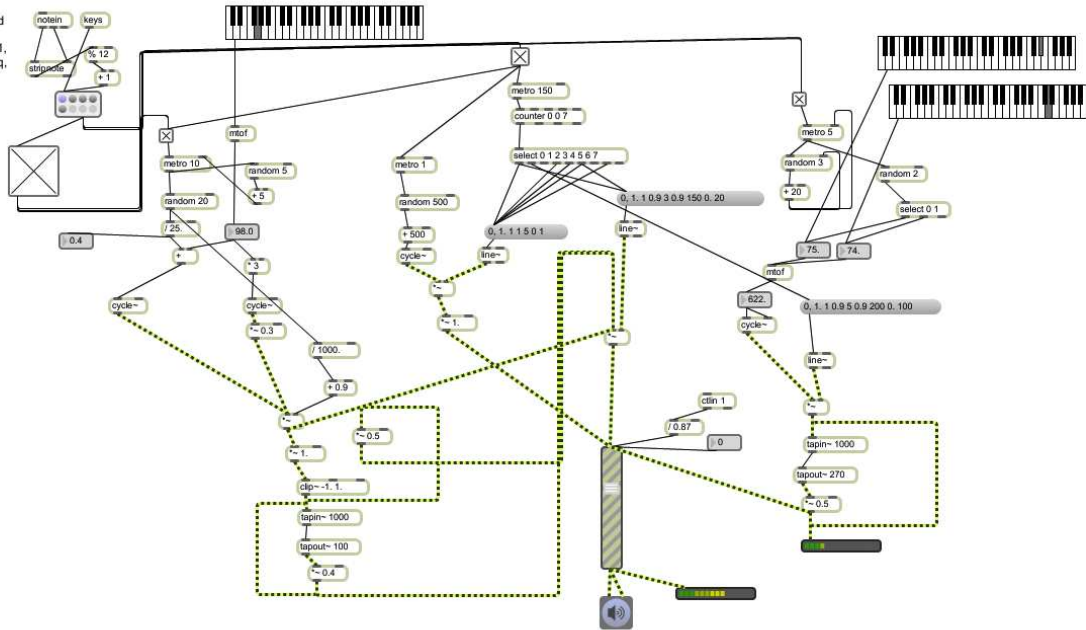 notein
keys
stripnote
% 12
+ 1
mtof
metro 10
random 5
+ 5
random 20
/ 25.
0.4
+
98.0
* 3
cycle~
cycle~
*~ 0.3
/ 1000.
+ 0.9
*~
*~ 1.
clip~ -1. 1.
tapin~ 1000
tapout~ 100
*~ 0.4
*~ 0.5
metro 150
counter 0 0 7
select 0 1 2 3 4 5 6 7
metro 1
random 500
+ 500
cycle~
0, 1. 1 1 5 0 1
line~
0, 1. 1 0.9 3 0.9 150 0. 20
line~
*~
*~ 1.
*~
ctlin 1
/ 0.87
0
metro 5
random 3
+ 20
random 2
select 0 1
75.
74.
mtof
622.
cycle~
0, 1. 1 0.9 5 0.9 200 0. 100
line~
*~
tapin~ 1000
tapout~ 270
*~ 0.5